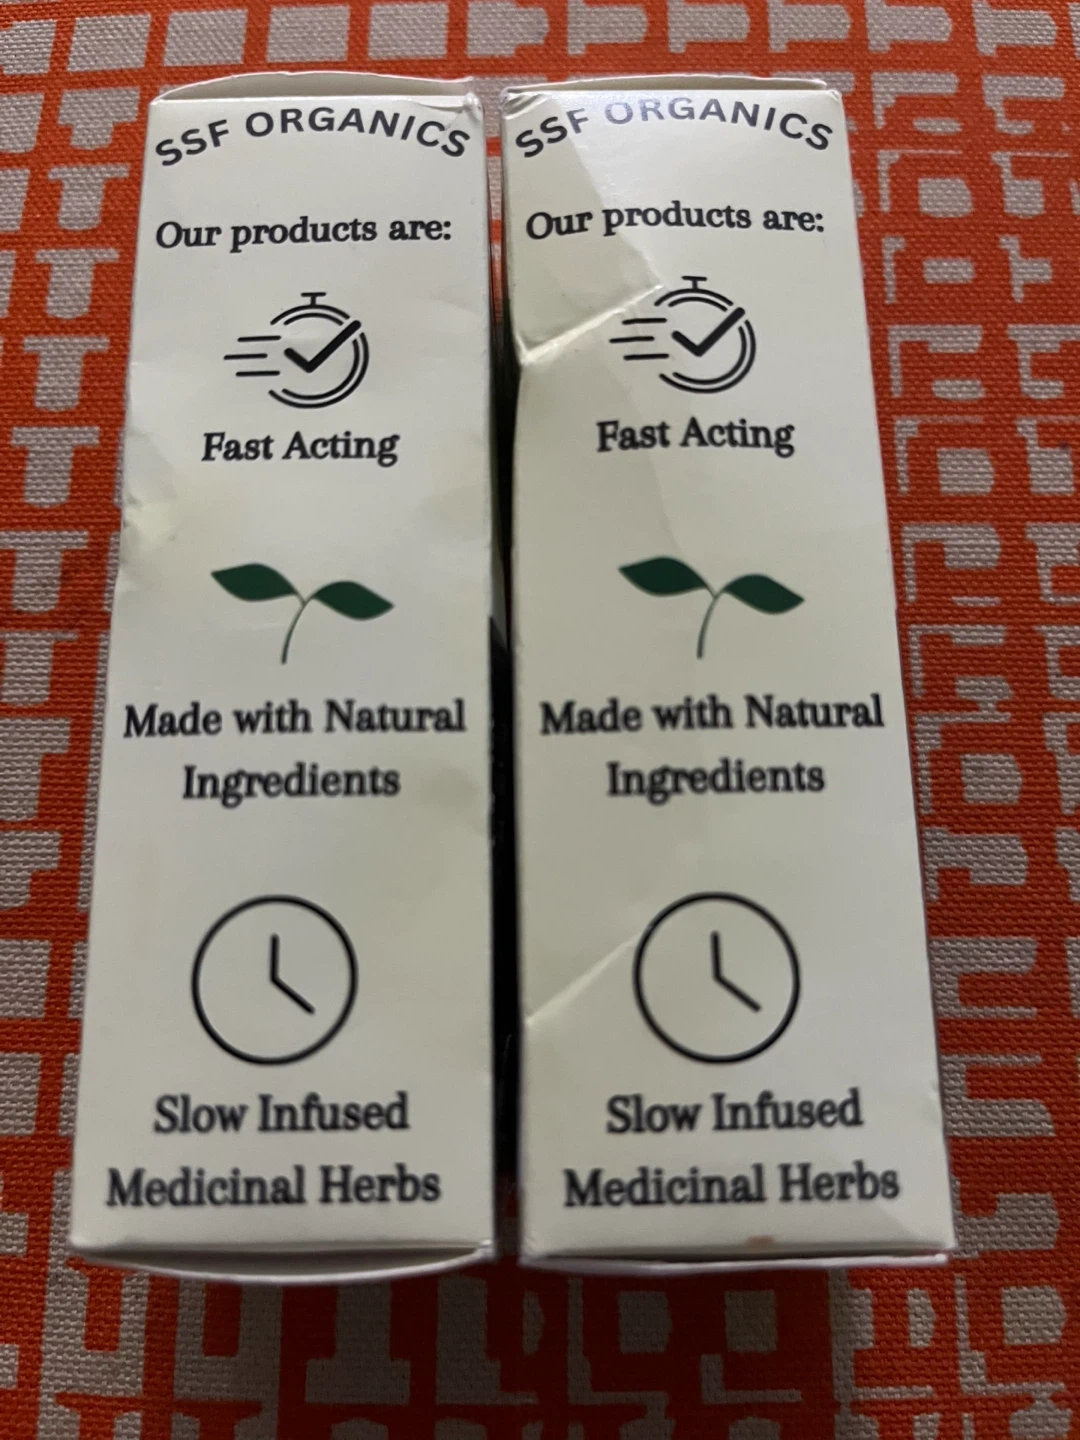 SSF ORGANICS
Our products are:
Fast Acting
Made with Natural
Ingredients
Slow Infused
Medicinal Herbs
SSF ORGANICS
Our products are:
Fast Acting
Made with Natural
Ingredients
Slow Infused
Medicinal Herbs